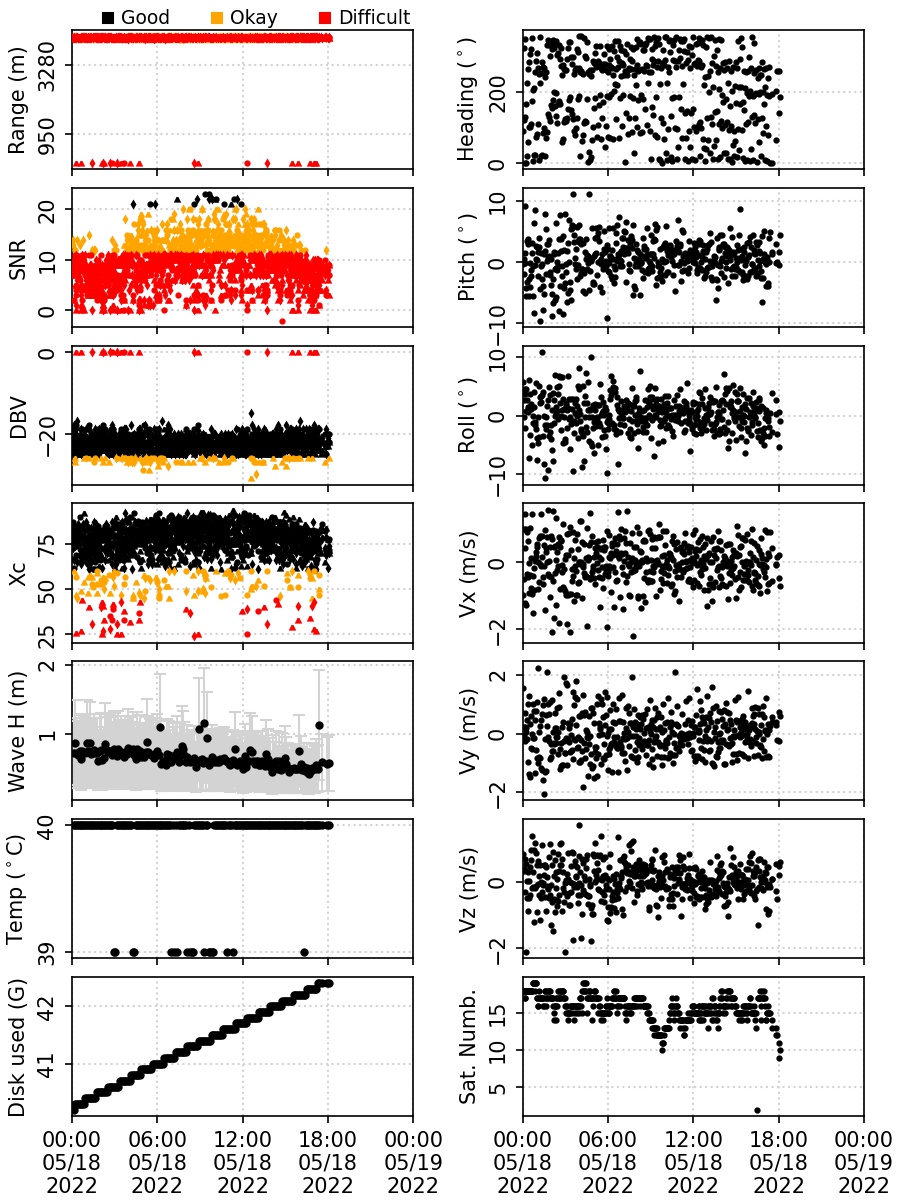 Good Okay Difficult
Range (m)
3280
950
Heading (°)
200
0
SNR
20
10
0
Pitch (°)
10
0
−10
DBV
0
−20
Roll (°)
10
0
−10
Xc
75
50
25
Vx (m/s)
0
−2
Wave H (m)
2
1
Vy (m/s)
2
0
−2
Temp (°C)
40
39
Vz (m/s)
0
−2
Disk used (G)
42
41
Sat. Numb.
15
10
5
00:00 06:00 12:00 18:00 00:00
05/18 05/18 05/18 05/18 05/19
2022 2022 2022 2022 2022
00:00 06:00 12:00 18:00 00:00
05/18 05/18 05/18 05/18 05/19
2022 2022 2022 2022 2022